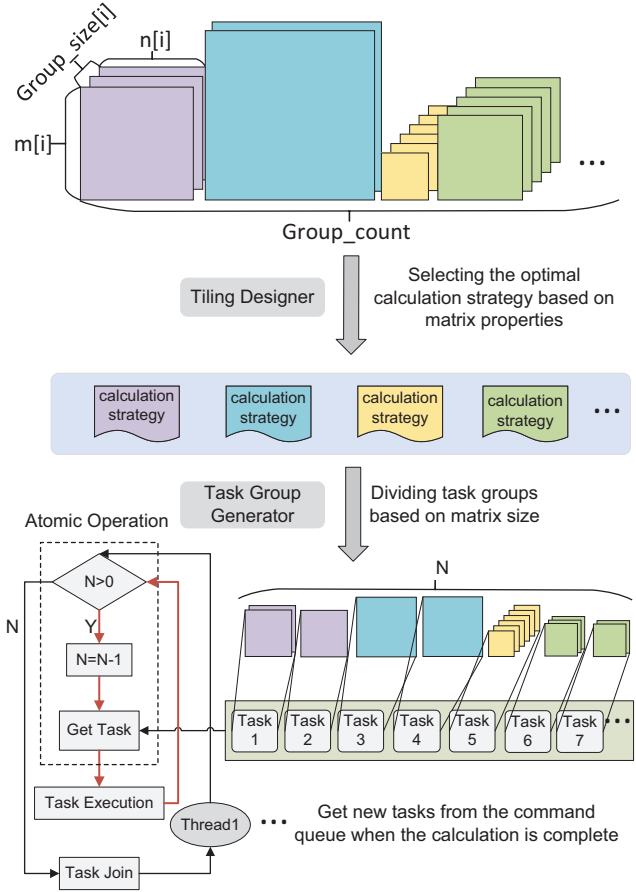 Group_size[i]
n[i]
m[i]
...
Group_count
Tiling Designer
Selecting the optimal
calculation strategy based on
matrix properties
calculation
strategy
calculation
strategy
calculation
strategy
calculation
strategy
...
Task Group
Generator
Dividing task groups
based on matrix size
Atomic Operation
N>0
N
Y
N=N-1
Get Task
Task Execution
Task Join
Thread1
...
N
Task
1
Task
2
Task
3
Task
4
Task
5
Task
6
Task
7
...
Get new tasks from the command
queue when the calculation is complete